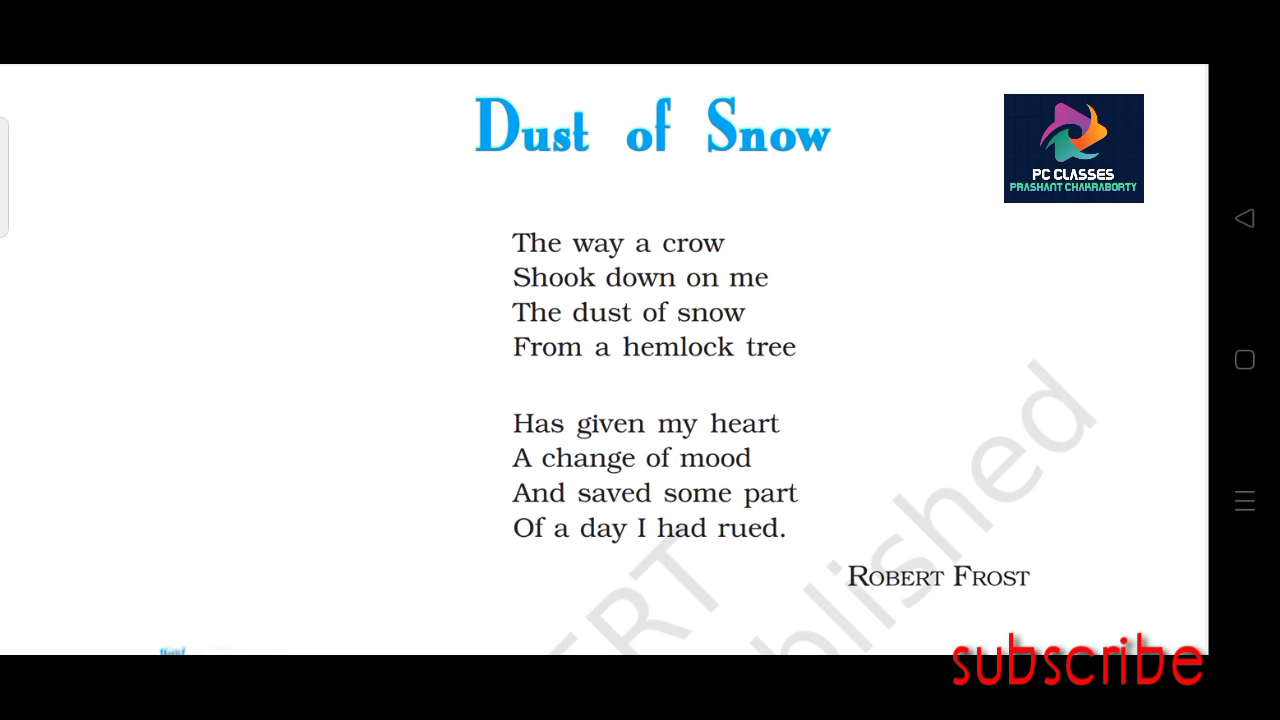 Dust of Snow
PC CLASSES
PRASHANT CHAKRABORTY
The way a crow
Shook down on me
The dust of snow
From a hemlock tree
Has given my heart
A change of mood
And saved some part
Of a day I had rued.
ROBERT FROST
ERT
blished
subscribe